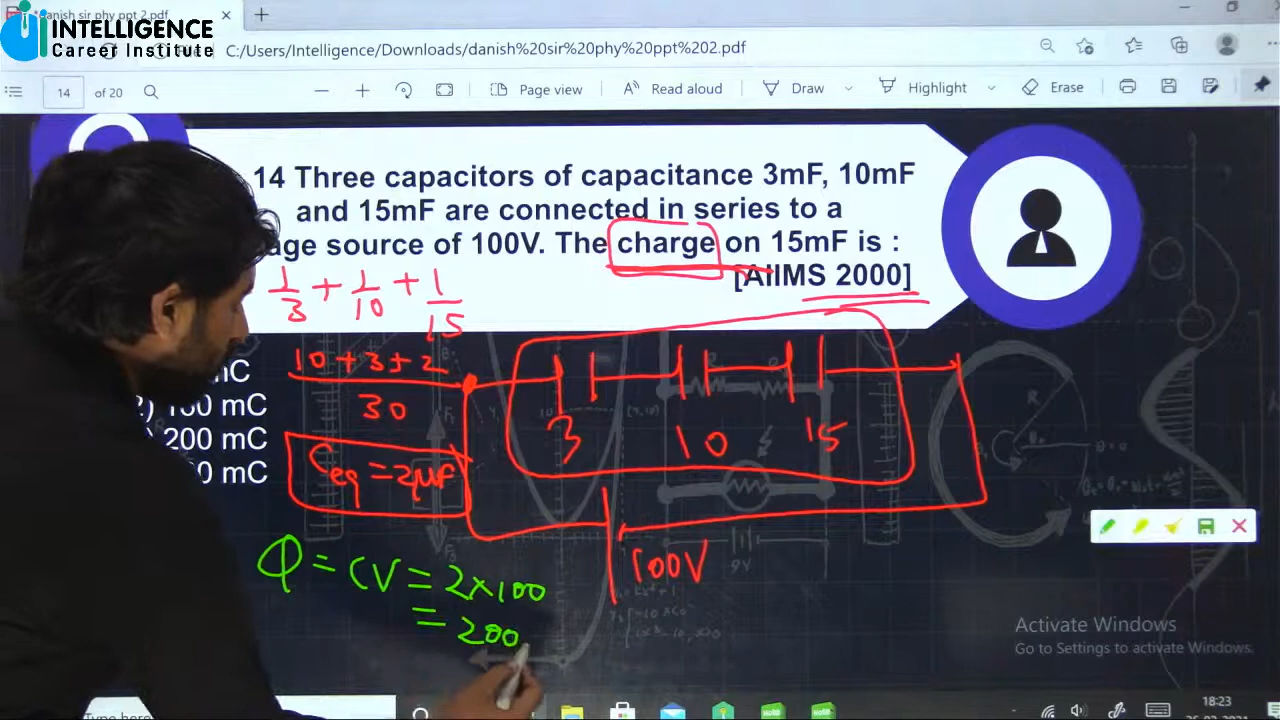 danish sir phy ppt 2.pdf
INTELLIGENCE
Career Institute
C:/Users/Intelligence/Downloads/danish%20sir%20phy%20ppt%202.pdf
14 of 20
Page view
Read aloud
Draw
Highlight
Erase
14 Three capacitors of capacitance 3mF, 10mF
and 15mF are connected in series to a
age source of 100V. The charge on 15mF is :
[AIIMS 2000]
1/3 + 1/10 + 1/15
10+3+2
30
Ceq = 2μF
3 10 15
100V
mC
mC
200 mC
0 mC
Q = CV = 2×100
= 200
9V
Activate Windows
Go to Settings to activate Windows.
Type here
18:23